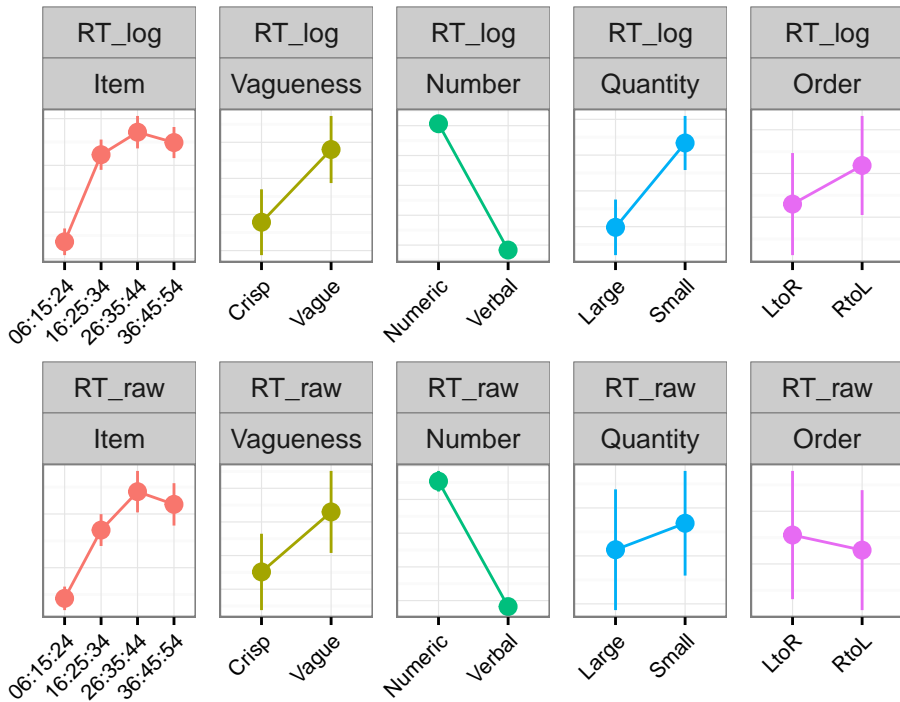 RT_log RT_log RT_log RT_log RT_log
Item Vagueness Number Quantity Order
06:15:24 16:25:34 26:35:44 36:45:54 Crisp Vague Numeric Verbal Large Small LtoR RtoL
RT_raw RT_raw RT_raw RT_raw RT_raw
Item Vagueness Number Quantity Order
06:15:24 16:25:34 26:35:44 36:45:54 Crisp Vague Numeric Verbal Large Small LtoR RtoL